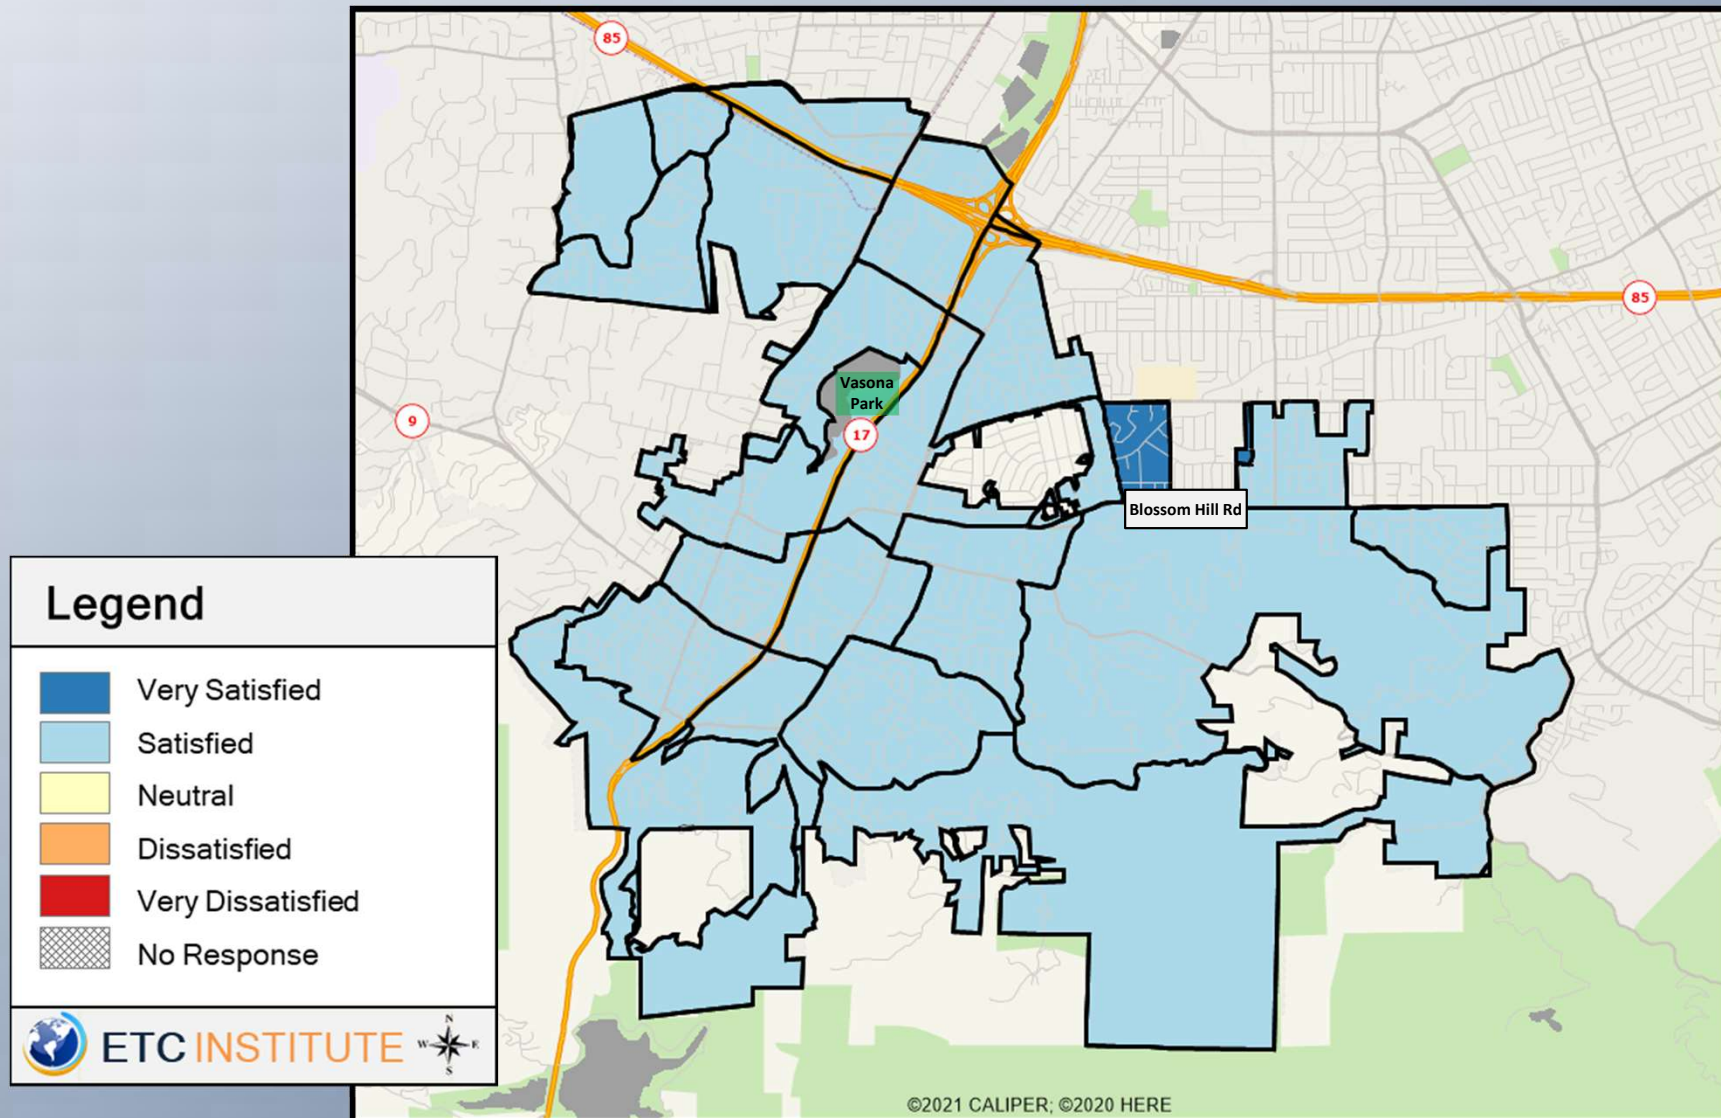 85
85
9
Vasona
Park
17
Blossom Hill Rd
Legend
Very Satisfied
Satisfied
Neutral
Dissatisfied
Very Dissatisfied
No Response
ETC INSTITUTE
N
W E
S
©2021 CALIPER; ©2020 HERE